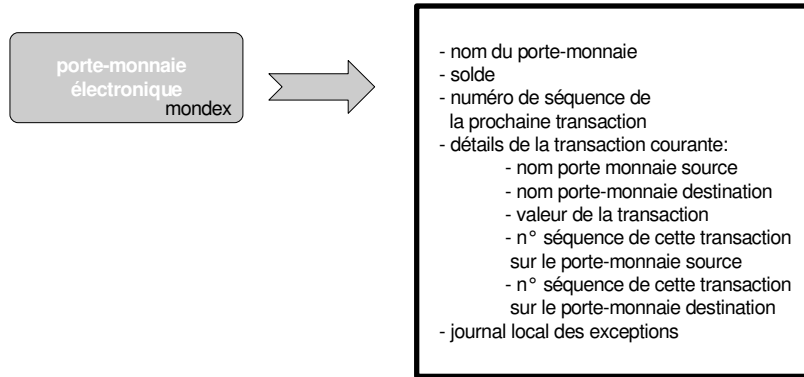 porte-monnaie
électronique
mondex
- nom du porte-monnaie
- solde
- numéro de séquence de
la prochaine transaction
- détails de la transaction courante:
- nom porte monnaie source
- nom porte-monnaie destination
- valeur de la transaction
- n° séquence de cette transaction
sur le porte-monnaie source
- n° séquence de cette transaction
sur le porte-monnaie destination
- journal local des exceptions